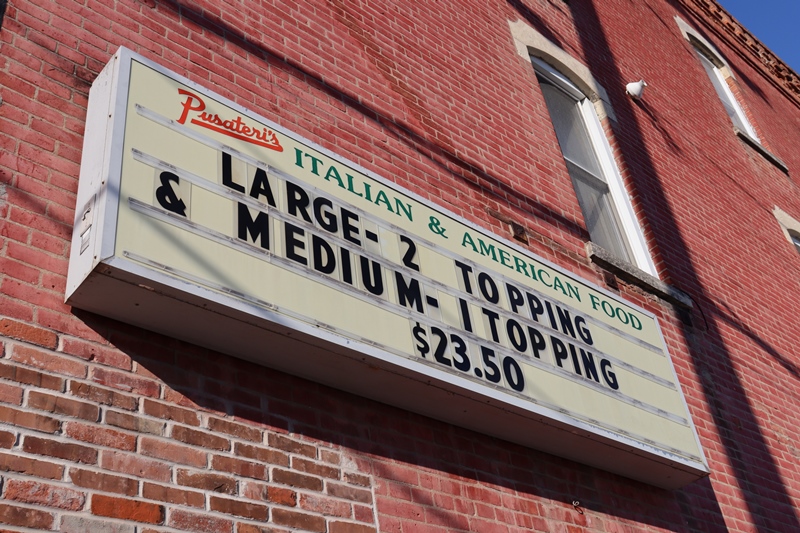 Pusateri's ITALIAN & AMERICAN FOOD
LARGE- 2 TOPPING
& MEDIUM- 1 TOPPING
$23.50